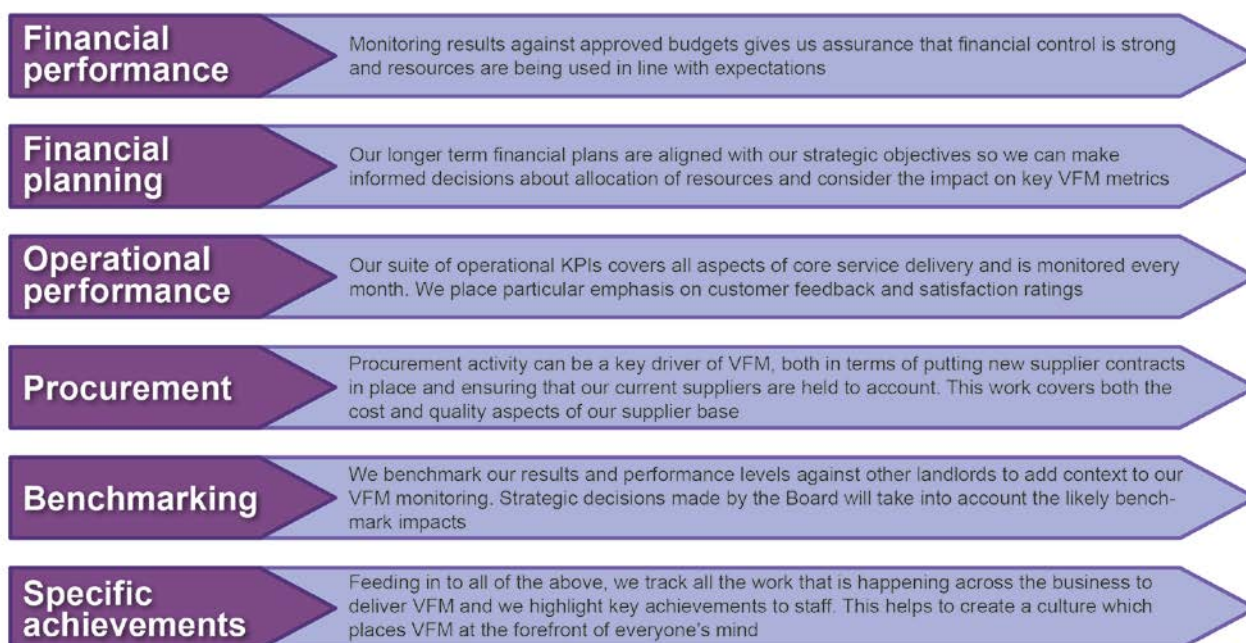 Financial
performance
Monitoring results against approved budgets gives us assurance that financial control is strong
and resources are being used in line with expectations
Financial
planning
Our longer term financial plans are aligned with our strategic objectives so we can make
informed decisions about allocation of resources and consider the impact on key VFM metrics
Operational
performance
Our suite of operational KPIs covers all aspects of core service delivery and is monitored every
month. We place particular emphasis on customer feedback and satisfaction ratings
Procurement
Procurement activity can be a key driver of VFM, both in terms of putting new supplier contracts
in place and ensuring that our current suppliers are held to account. This work covers both the
cost and quality aspects of our supplier base
Benchmarking
We benchmark our results and performance levels against other landlords to add context to our
VFM monitoring. Strategic decisions made by the Board will take into account the likely bench-
mark impacts
Specific
achievements
Feeding in to all of the above, we track all the work that is happening across the business to
deliver VFM and we highlight key achievements to staff. This helps to create a culture which
places VFM at the forefront of everyone's mind